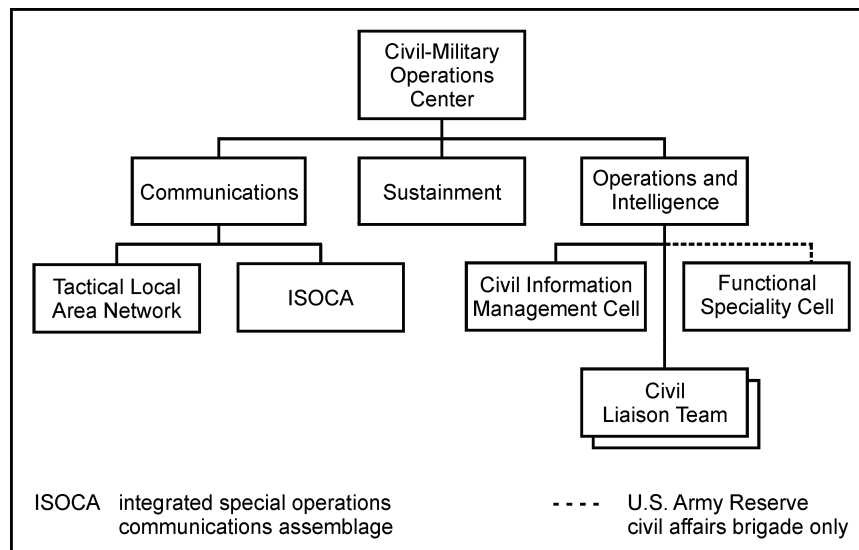 Civil-Military
Operations
Center
Communications
Sustainment
Operations and
Intelligence
Tactical Local
Area Network
ISOCA
Civil Information
Management Cell
Functional
Speciality Cell
Civil
Liaison Team
ISOCA integrated special operations
communications assemblage
U.S. Army Reserve
civil affairs brigade only